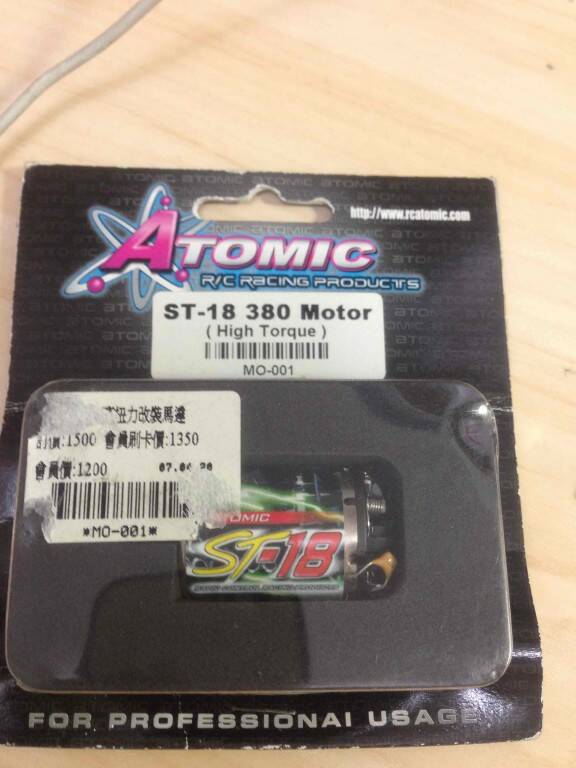 http://www.rcatomic.com
ATOMIC
R/C RACING PRODUCTS
ST-18 380 Motor
( High Torque )
MO-001
扭力改裝馬達
價:1500 會員刷卡價:1350
會員價:1200
*MO-001*
ATOMIC
ST-18
FOR PROFESSIONAL USAGE